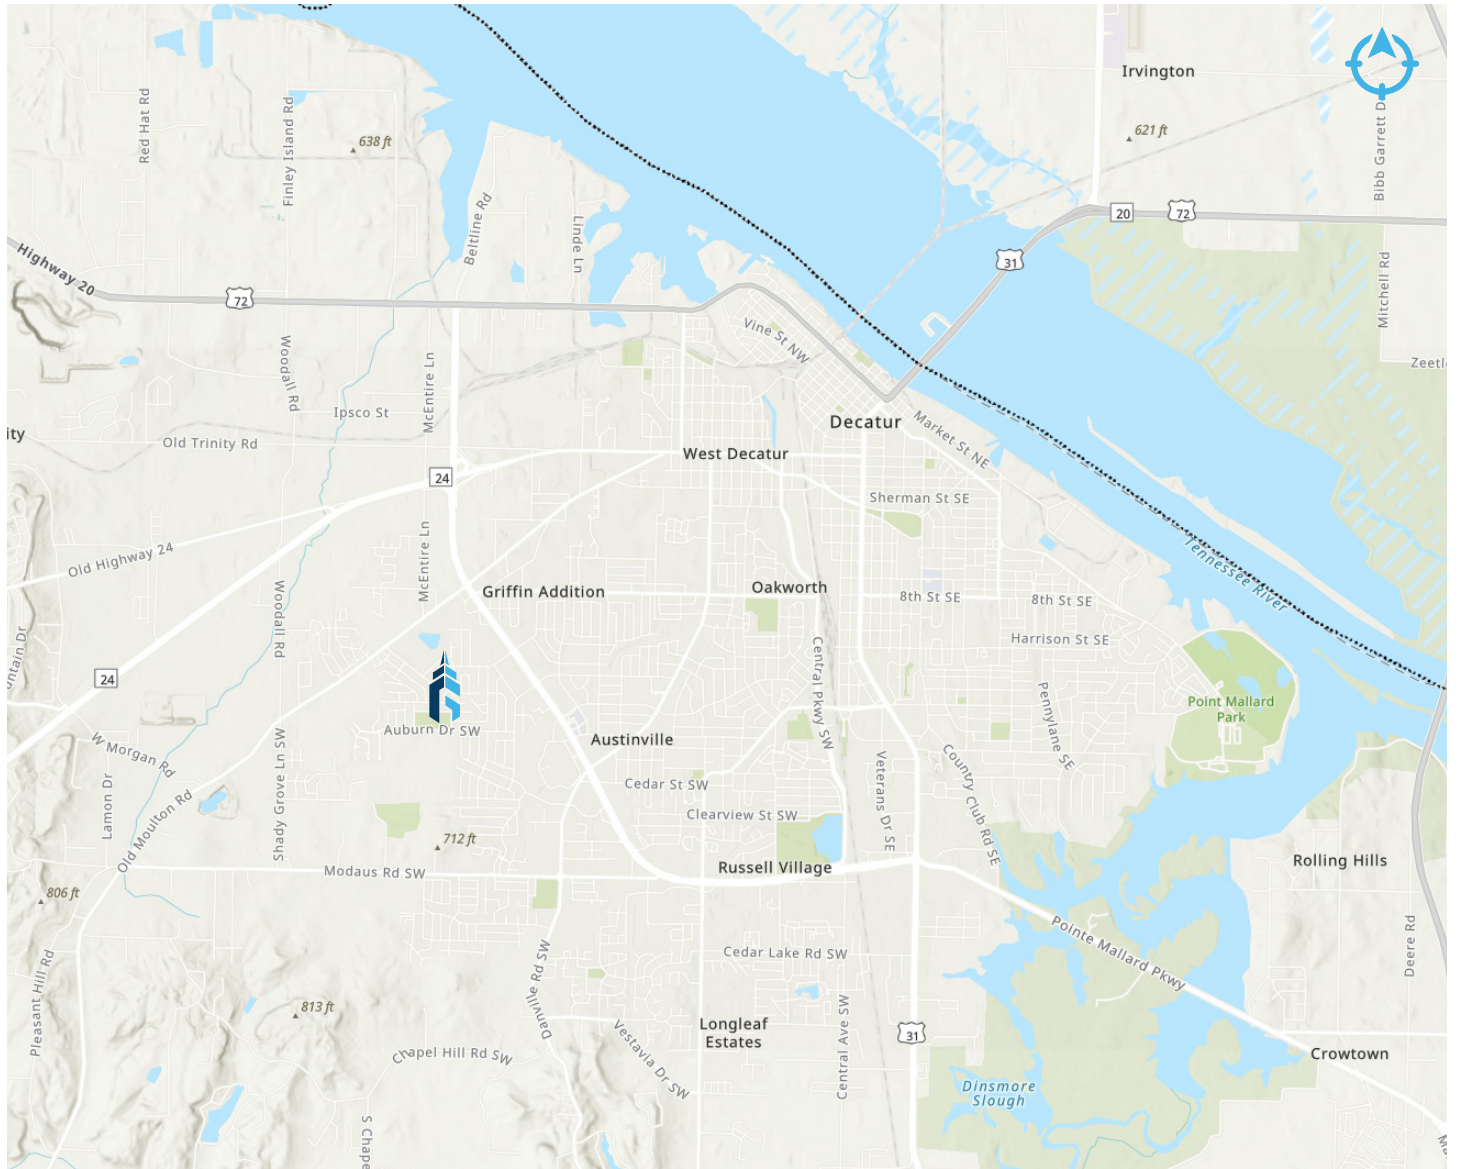 Irvington
621 ft
638 ft
Red Hat Rd
Finley Island Rd
Bibb Garrett D
Beltline Rd
Linde Ln
20
72
31
Mitchell Rd
Highway 20
72
Vine St NW
Woodall Rd
McEntire Ln
Zeetl
Ipsco St
Decatur
Market St NE
ity
Old Trinity Rd
West Decatur
24
Sherman St SE
Old Highway 24
McEntire Ln
Tennessee River
Woodall Rd
Griffin Addition
Oakworth
8th St SE
8th St SE
Harrison St SE
untain Dr
24
Central Pkwy SW
Pennylane SE
Point Mallard
Park
Auburn Dr SW
W Morgan Rd
Austinville
Shady Grove Ln SW
Lamon Dr
Cedar St SW
Veterans Dr SE
Country Club Rd SE
Old Moulton Rd
Clearview St SW
712 ft
Russell Village
Rolling Hills
Modaus Rd SW
806 ft
Pointe Mallard Pkwy
Deere Rd
Cedar Lake Rd SW
Pleasant Hill Rd
Danville Rd SW
813 ft
Longleaf
Estates
Vestavia Dr SW
Central Ave SW
31
Chapel Hill Rd SW
Crowtown
Dinsmore
Slough
S Chape